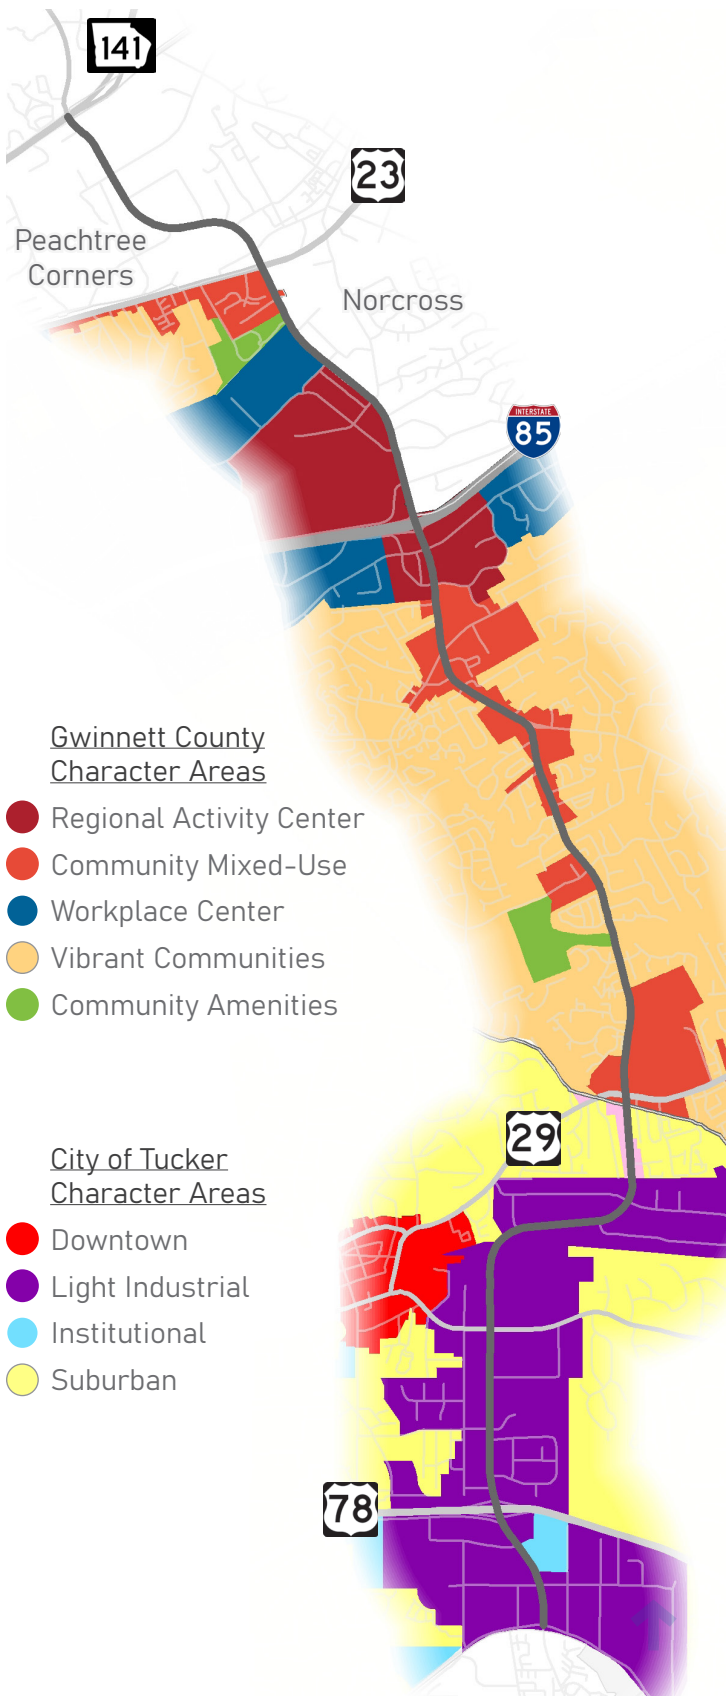 141
23
Peachtree
Corners
Norcross
INTERSTATE
85
Gwinnett County
Character Areas
Regional Activity Center
Community Mixed-Use
Workplace Center
Vibrant Communities
Community Amenities
29
City of Tucker
Character Areas
Downtown
Light Industrial
Institutional
Suburban
78